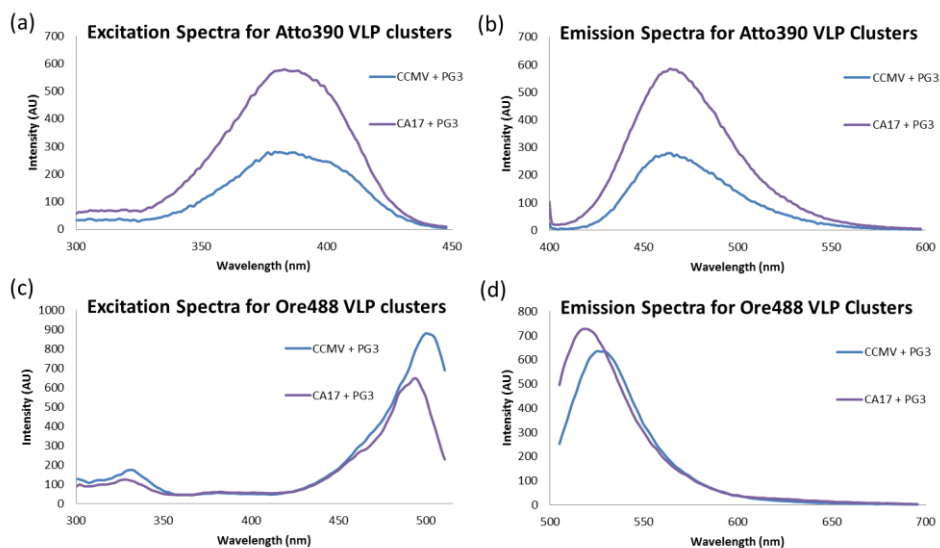 (a)
Excitation Spectra for Atto390 VLP clusters
700
600
500
400
300
200
100
0
Intensity (AU)
CCMV + PG3
CA17 + PG3
300
350
400
450
Wavelength (nm)
(b)
Emission Spectra for Atto390 VLP Clusters
700
600
500
400
300
200
100
0
Intensity (AU)
CCMV + PG3
CA17 + PG3
400
450
500
550
600
Wavelength (nm)
(c)
Excitation Spectra for Ore488 VLP clusters
1000
900
800
700
600
500
400
300
200
100
0
Intensity (AU)
CCMV + PG3
CA17 + PG3
300
350
400
450
500
Wavelength (nm)
(d)
Emission Spectra for Ore488 VLP Clusters
800
700
600
500
400
300
200
100
0
Intensity (AU)
CCMV + PG3
CA17 + PG3
500
550
600
650
700
Wavelength (nm)